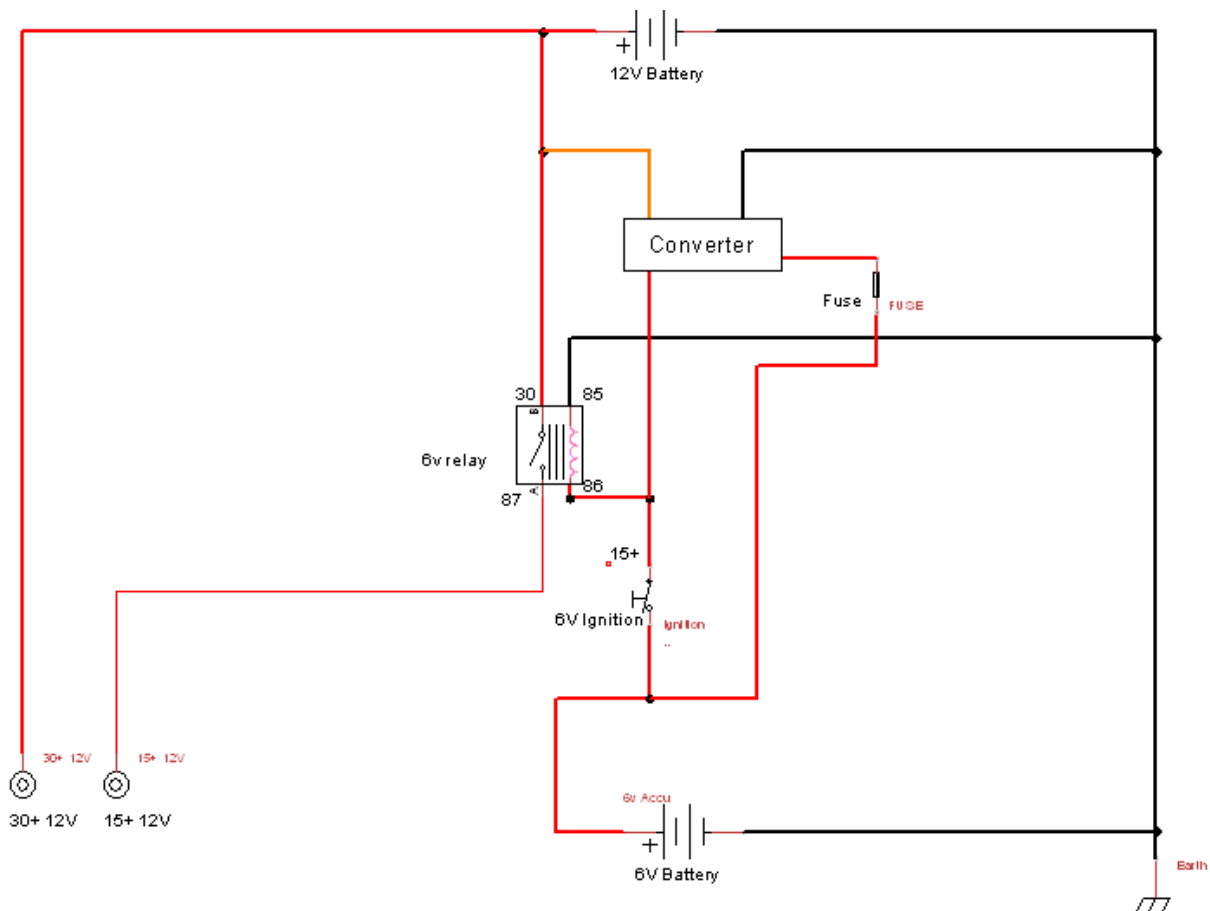 +
12V Battery
Converter
Fuse
FUSE
30
85
B
6v relay
87
A
86
15+
6V Ignition
Ignition
30+ 12V
15+ 12V
30+ 12V
15+ 12V
6v Accu
+
6V Battery
Earth